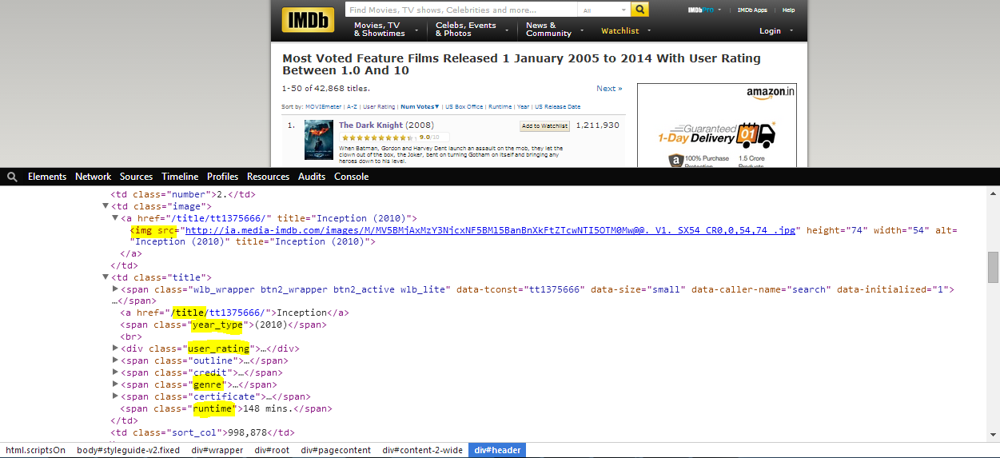 IMDb
Find Movies, TV shows, Celebrities and more...
All
IMDbPro
IMDb Apps
Help
Movies, TV
& Showtimes
Celebs, Events
& Photos
News &
Community
Watchlist
Login
Most Voted Feature Films Released 1 January 2005 to 2014 With User Rating
Between 1.0 And 10
1-50 of 42,868 titles.
Next »
Sort by: MOVIEmeter | A-Z | User Rating | Num Votes▼ | US Box Office | Runtime | Year | US Release Date
1.
The Dark Knight (2008)
Add to Watchlist
1,211,930
9.0/10
When Batman, Gordon and Harvey Dent launch an assault on the mob, they let the
clown out of the box, the Joker, bent on turning Gotham on itself and bringing any
heroes down to his level.
amazon.in
Guaranteed
1-Day Delivery
01
a
100% Purchase
Protection
1.5 Crore
Products
Elements Network Sources Timeline Profiles Resources Audits Console
<td class="number">2.</td>
▼<td class="image">
▼<a href="/title/tt1375666/" title="Inception (2010)">
<img src="http://ia.media-imdb.com/images/M/MV5BMjAxMzY3NjcxNF5BMl5BanBnXkFtZTcwNTI5OTM0Mw@@._V1._SX54_CR0,0,54,74_.jpg" height="74" width="54" alt=
"Inception (2010)" title="Inception (2010)">
</a>
</td>
▼<td class="title">
▶<span class="wlb_wrapper btn2_wrapper btn2_active wlb_lite" data-tconst="tt1375666" data-size="small" data-caller-name="search" data-initialized="1">
…</span>
<a href="/title/tt1375666/">Inception</a>
<span class="year_type">(2010)</span>
<br>
▶<div class="user_rating">…</div>
▶<span class="outline">…</span>
▶<span class="credit">…</span>
▶<span class="genre">…</span>
▶<span class="certificate">…</span>
<span class="runtime">148 mins.</span>
</td>
<td class="sort_col">998,878</td>
html.scriptsOn body#styleguide-v2.fixed div#wrapper div#root div#pagecontent div#content-2-wide div#header